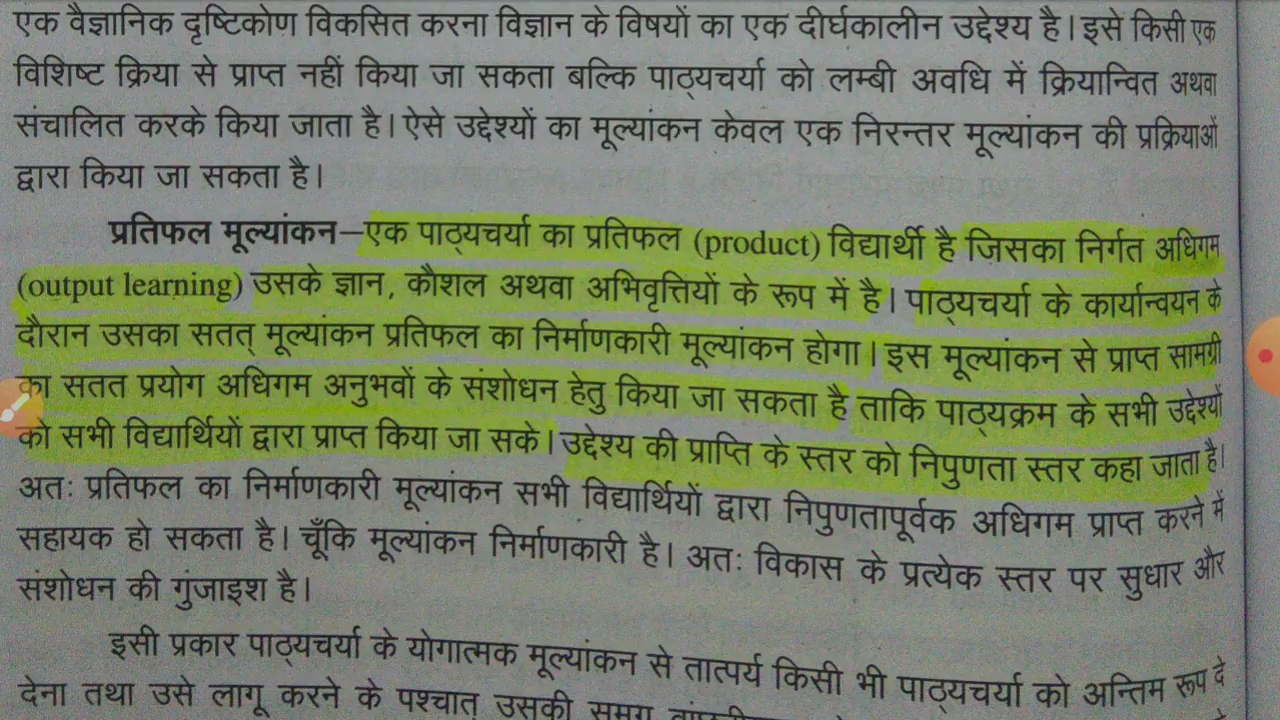 एक वैज्ञानिक दृष्टिकोण विकसित करना विज्ञान के विषयों का एक दीर्घकालीन उद्देश्य है। इसे किसी एक
विशिष्ट क्रिया से प्राप्त नहीं किया जा सकता बल्कि पाठ्यचर्या को लम्बी अवधि में क्रियान्वित अथवा
संचालित करके किया जाता है। ऐसे उद्देश्यों का मूल्यांकन केवल एक निरन्तर मूल्यांकन की प्रक्रियाओं
द्वारा किया जा सकता है।
प्रतिफल मूल्यांकन—एक पाठ्यचर्या का प्रतिफल (product) विद्यार्थी है जिसका निर्गत अधिगम
(output learning) उसके ज्ञान, कौशल अथवा अभिवृत्तियों के रूप में है। पाठ्यचर्या के कार्यान्वयन के
दौरान उसका सतत् मूल्यांकन प्रतिफल का निर्माणकारी मूल्यांकन होगा। इस मूल्यांकन से प्राप्त सामग्री
का सतत प्रयोग अधिगम अनुभवों के संशोधन हेतु किया जा सकता है ताकि पाठ्यक्रम के सभी उद्देश्यों
को सभी विद्यार्थियों द्वारा प्राप्त किया जा सके। उद्देश्य की प्राप्ति के स्तर को निपुणता स्तर कहा जाता है।
अतः प्रतिफल का निर्माणकारी मूल्यांकन सभी विद्यार्थियों द्वारा निपुणतापूर्वक अधिगम प्राप्त करने में
सहायक हो सकता है। चूँकि मूल्यांकन निर्माणकारी है। अतः विकास के प्रत्येक स्तर पर सुधार और
संशोधन की गुंजाइश है।
इसी प्रकार पाठ्यचर्या के योगात्मक मूल्यांकन से तात्पर्य किसी भी पाठ्यचर्या को अन्तिम रूप दे
देना तथा उसे लागू करने के पश्चात् उसकी समग्र